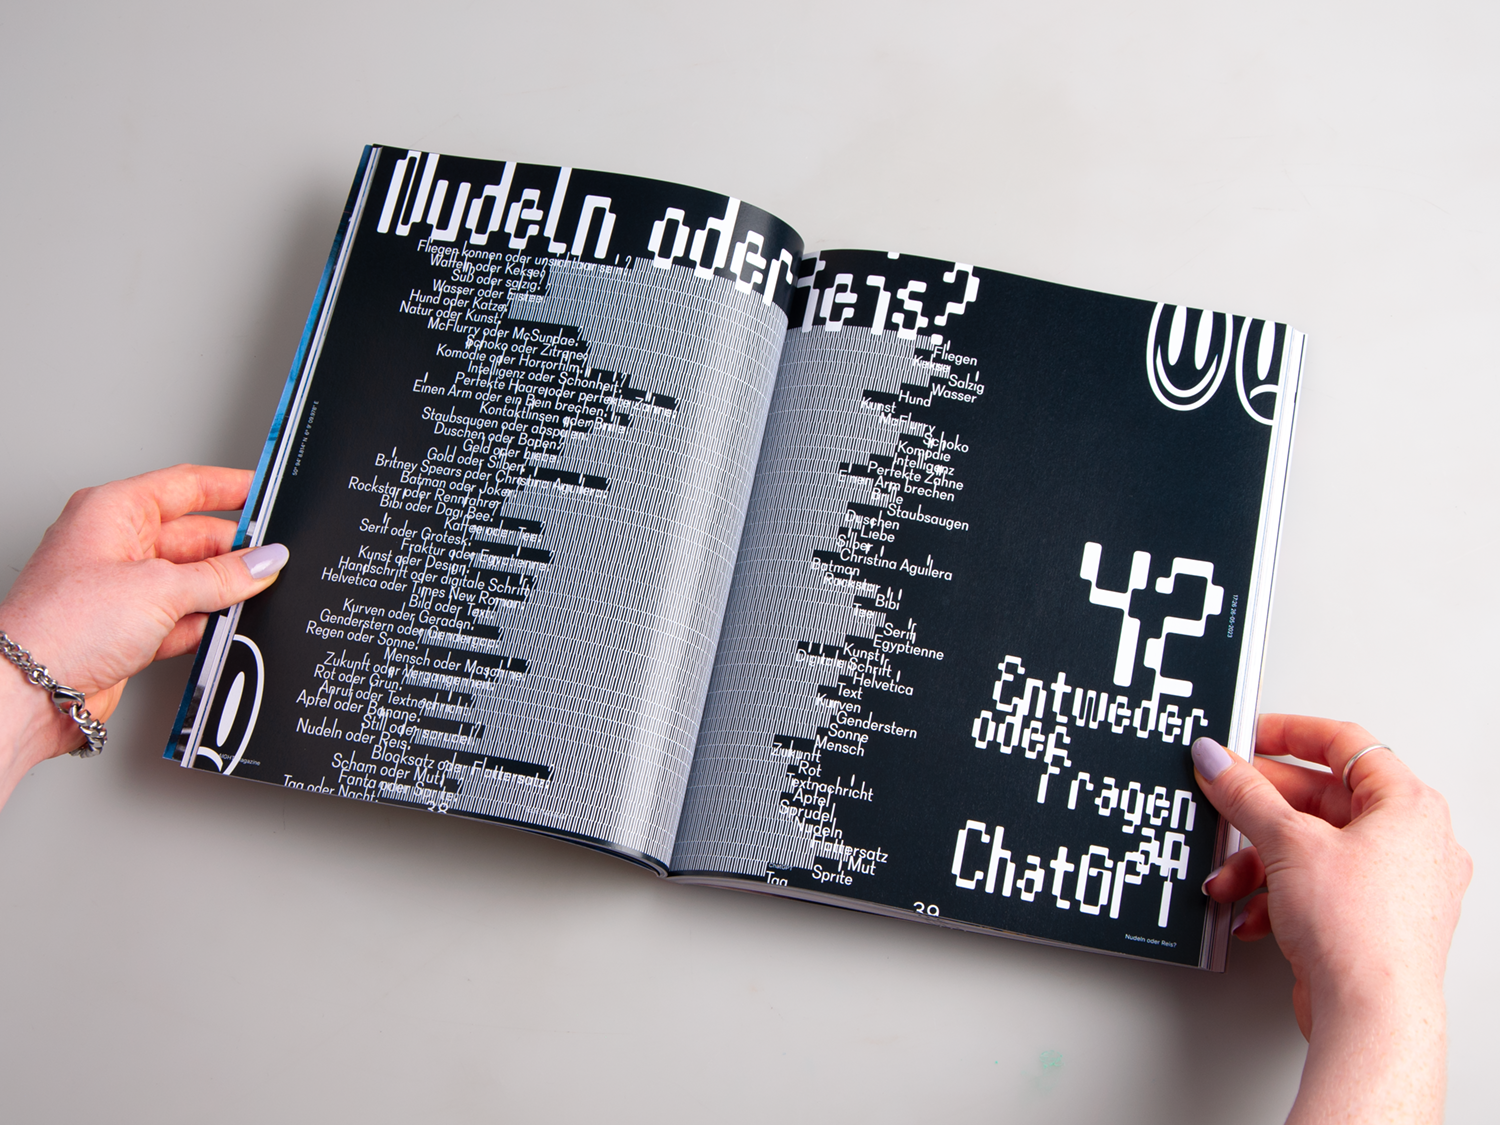 Nudeln oder Reis?
Fliegen können oder unsichtbar sein?
Waffeln oder Kekse?
Süß oder salzig?
Wasser oder Eistee?
Hund oder Katze?
Natur oder Kunst?
McFlurry oder McSundae?
Schoko oder Zitrone?
Komödie oder Horrorfilm?
Intelligenz oder Schönheit?
Perfekte Haare oder perfekte Zähne?
Einen Arm oder ein Bein brechen?
Kontaktlinsen oder Brille?
Staubsaugen oder abspülen?
Duschen oder Baden?
Geld oder Liebe?
Gold oder Silber?
Britney Spears oder Christina Aguilera?
Batman oder Joker?
Rockstar oder Rennfahrer?
Bibi oder Dagi Bee?
Kaffee oder Tee?
Serif oder Grotesk?
Fraktur oder Egyptienne?
Kunst oder Design?
Handschrift oder digitale Schrift?
Helvetica oder Times New Roman?
Bild oder Text?
Kurven oder Geraden?
Genderstern oder Gendergap?
Regen oder Sonne?
Mensch oder Maschine?
Zukunft oder Vergangenheit?
Rot oder Grün?
Anruf oder Textnachricht?
Apfel oder Banane?
Still oder sprudel?
Nudeln oder Reis?
Blocksatz oder Flattersatz?
Scham oder Mut?
Fanta oder Sprite?
Tag oder Nacht?
38
Magazine
Fliegen
Kekse
Salzig
Wasser
Hund
Kunst
McFlurry
Schoko
Komödie
Intelligenz
Perfekte Zähne
Einen Arm brechen
Brille
Staubsaugen
Duschen
Liebe
Silber
Christina Aguilera
Batman
Rockstar
Bibi
Tee
Serif
Egyptienne
Kunst
Digitale Schrift
Helvetica
Text
Kurven
Genderstern
Sonne
Mensch
Zukunft
Rot
Textnachricht
Apfel
Sprudel
Nudeln
Flattersatz
Mut
Sprite
Tag
39
42
Entweder
oder
Fragen
an
ChatGPT
Nudeln oder Reis?